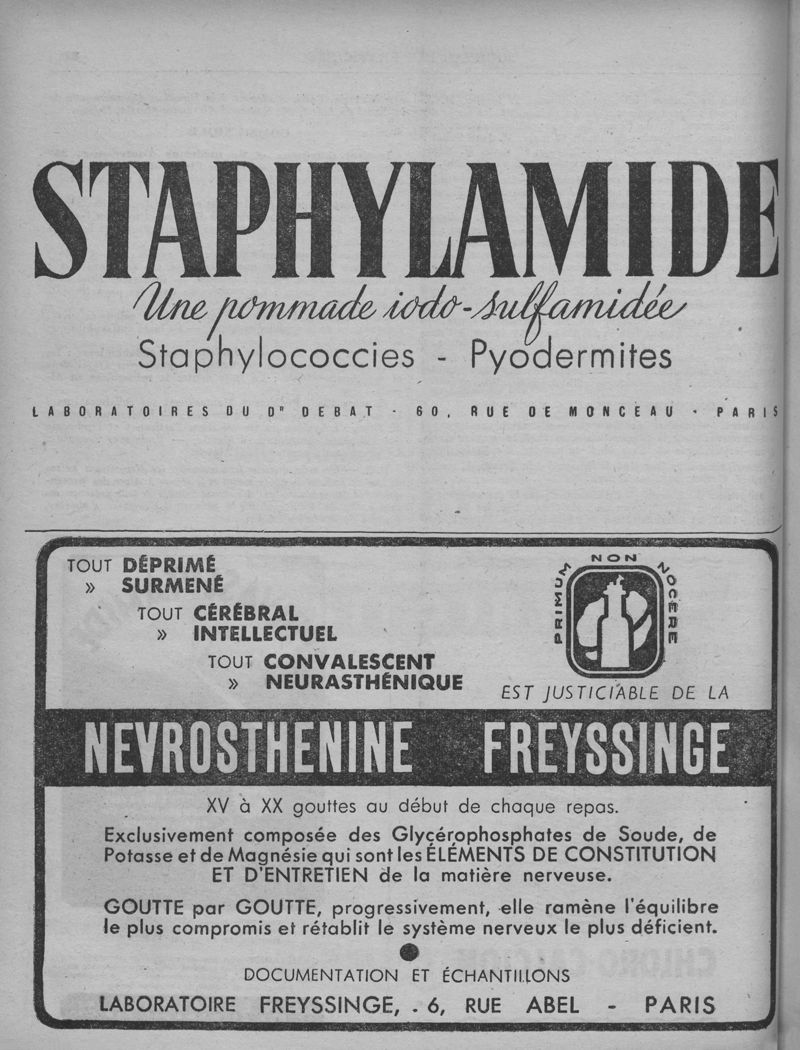 STAPHYLAMIDE
Une pommade iodo-sulfamidée
Staphylococcies - Pyodermites
LABORATOIRES DU Dr DEBAT - 60, RUE DE MONCEAU - PARIS
TOUT DÉPRIMÉ
» SURMENÉ
TOUT CÉRÉBRAL
» INTELLECTUEL
TOUT CONVALESCENT
» NEURASTHÉNIQUE
PRIMUM NON NOCERE
EST JUSTICIABLE DE LA
NEVROSTHENINE FREYSSINGE
XV à XX gouttes au début de chaque repas.
Exclusivement composée des Glycérophosphates de Soude, de
Potasse et de Magnésie qui sont les ÉLÉMENTS DE CONSTITUTION
ET D'ENTRETIEN de la matière nerveuse.
GOUTTE par GOUTTE, progressivement, elle ramène l'équilibre
le plus compromis et rétablit le système nerveux le plus déficient.
DOCUMENTATION ET ÉCHANTILLONS
LABORATOIRE FREYSSINGE, . 6, RUE ABEL - PARIS